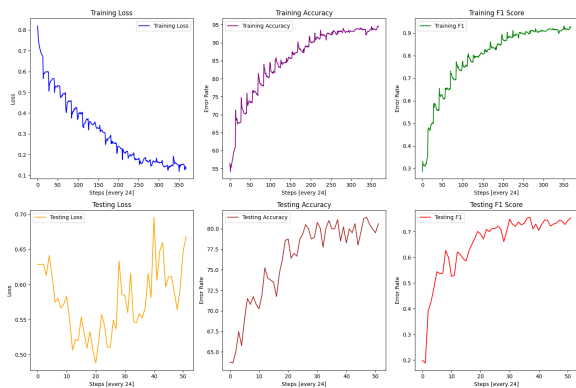 Training Loss
Training Accuracy
Training F1 Score
0.8
0.7
0.6
0.5
0.4
0.3
0.2
0.1
Loss
Training Loss
0 50 100 150 200 250 300 350
Steps [every 24]
95
90
85
80
75
70
65
60
55
Error Rate
Training Accuracy
0 50 100 150 200 250 300 350
Steps [every 24]
0.9
0.8
0.7
0.6
0.5
0.4
0.3
Error Rate
Training F1
0 50 100 150 200 250 300 350
Steps [every 24]
Testing Loss
Testing Accuracy
Testing F1 Score
0.70
0.65
0.60
0.55
0.50
Loss
Testing Loss
0 10 20 30 40 50
Steps [every 24]
80.0
77.5
75.0
72.5
70.0
67.5
65.0
Error Rate
Testing Accuracy
0 10 20 30 40 50
Steps [every 24]
0.7
0.6
0.5
0.4
0.3
0.2
Error Rate
Testing F1
0 10 20 30 40 50
Steps [every 24]